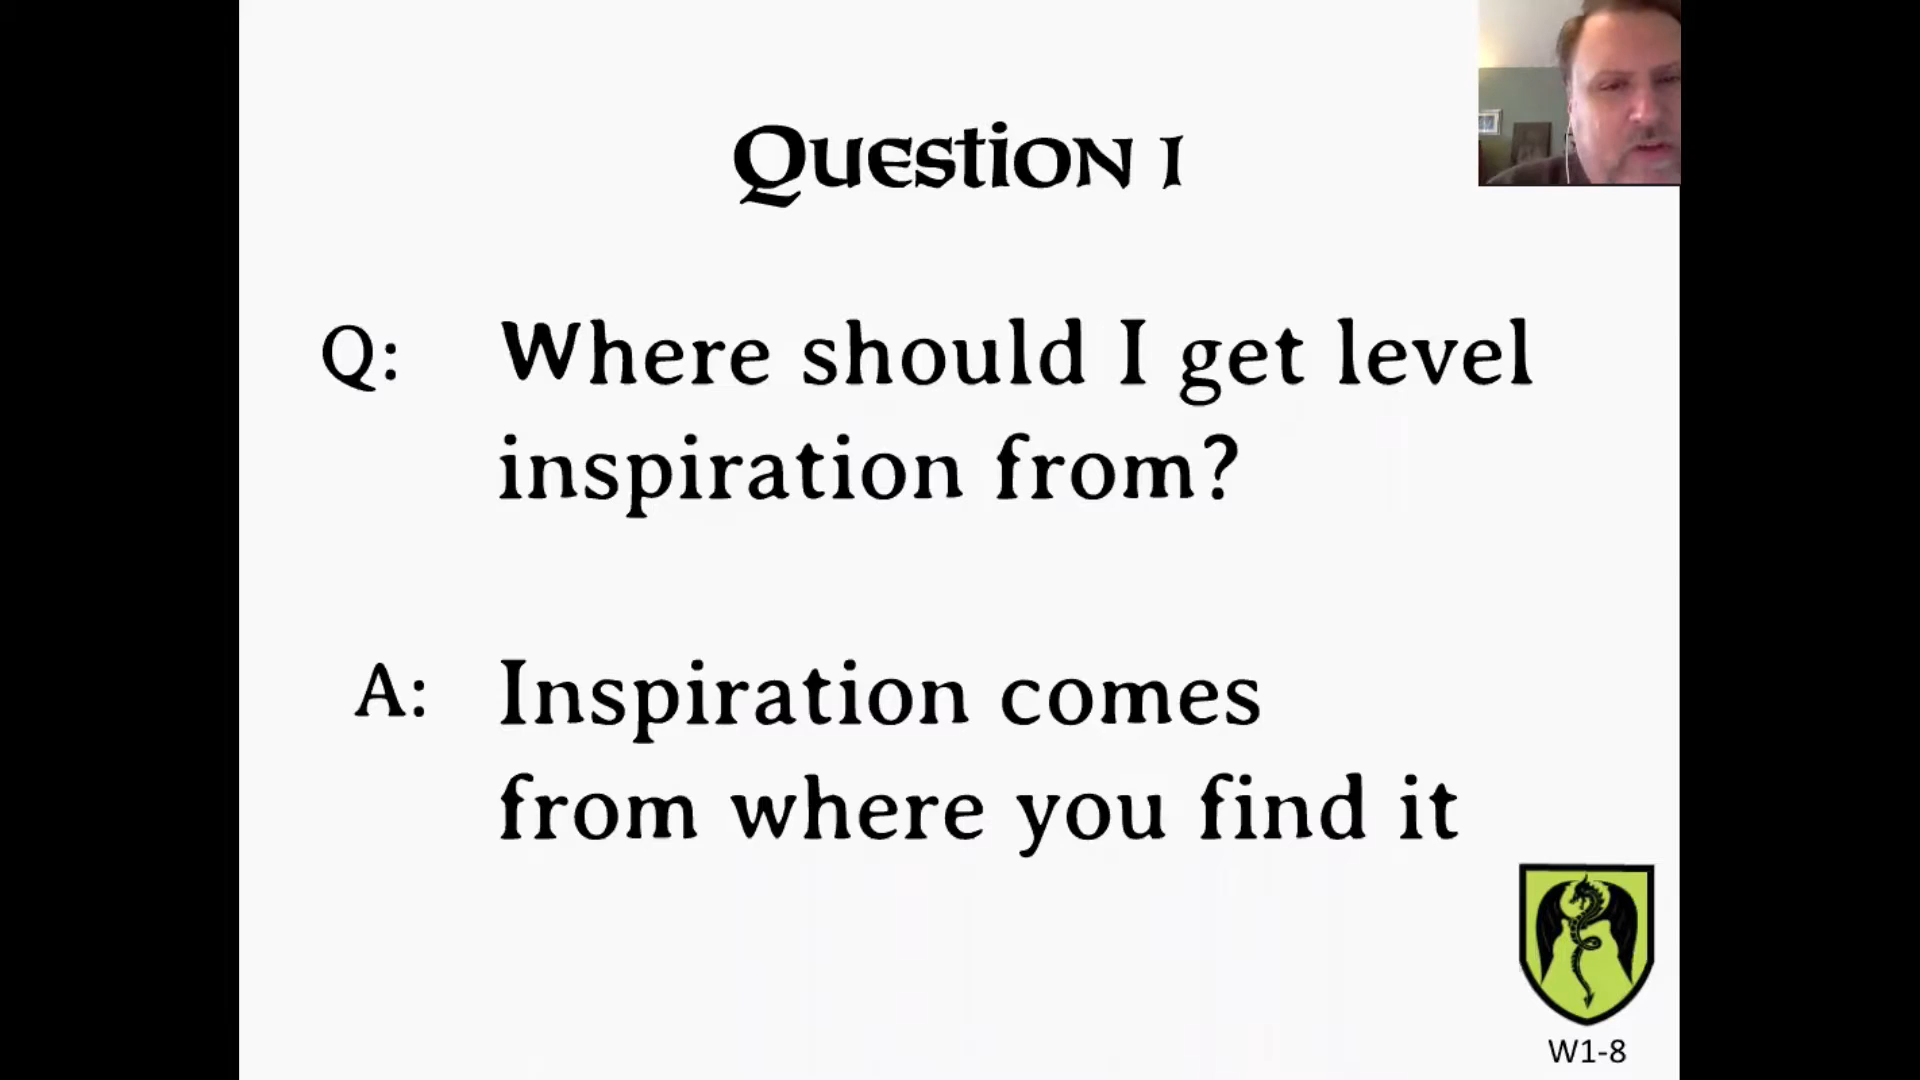 Question 1
Q: Where should I get level
inspiration from?
A: Inspiration comes
from where you find it
W1-8